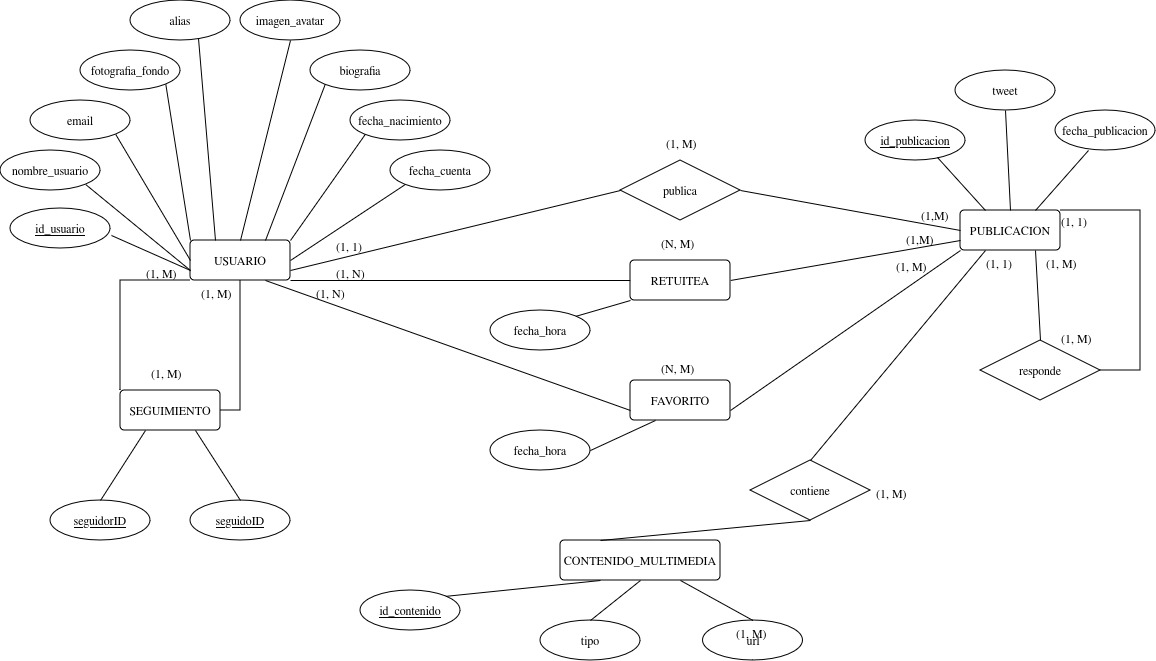 alias
imagen_avatar
fotografia_fondo
biografia
tweet
email
fecha_nacimiento
id_publicacion
fecha_publicacion
nombre_usuario
fecha_cuenta
(1, M)
publica
id_usuario
(1,M)
(1, 1)
PUBLICACION
USUARIO
(1, 1)
(N, M)
(1,M)
(1, M)
(1, N)
RETUITEA
(1, M)
(1, 1)
(1, M)
(1, M)
(1, N)
fecha_hora
(1, M)
responde
(1, M)
(N, M)
SEGUIMIENTO
FAVORITO
fecha_hora
contiene
(1, M)
seguidorID
seguidoID
CONTENIDO_MULTIMEDIA
id_contenido
tipo
(1, M)
url